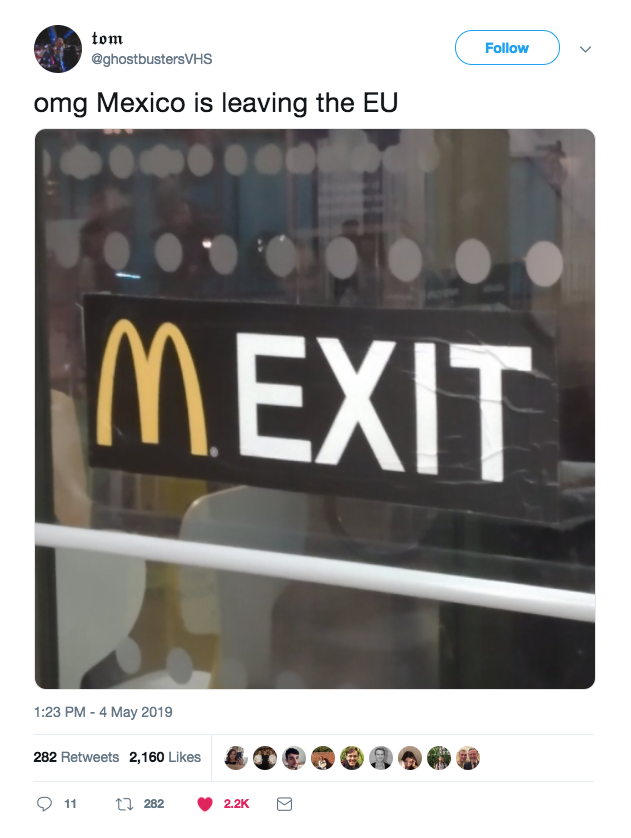 tom
@ghostbustersVHS
Follow
omg Mexico is leaving the EU
M EXIT
1:23 PM - 4 May 2019
282 Retweets 2,160 Likes
11 282 2.2K